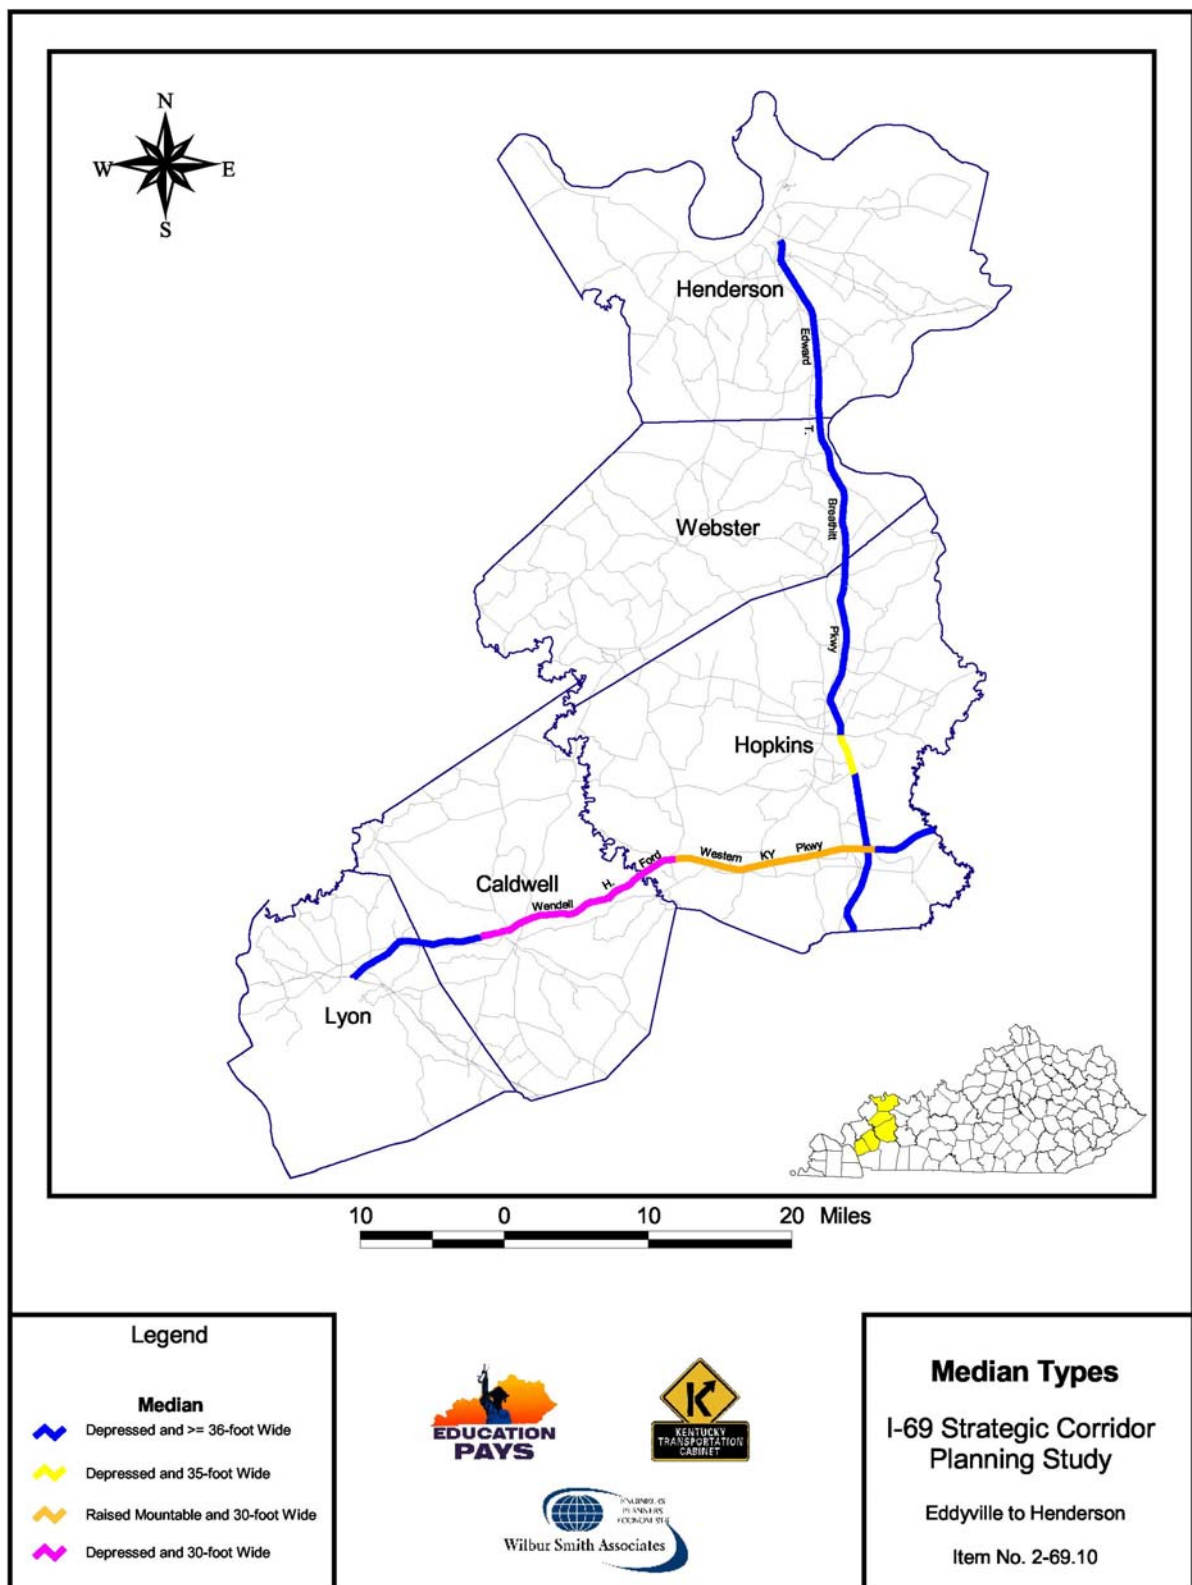 N
W E
S
Henderson
Edward
T.
Webster
Breathitt
Pkwy
Hopkins
Western KY Pkwy
Ford
H.
Wendell
Caldwell
Lyon
10 0 10 20 Miles
Legend
Median
Depressed and >= 36-foot Wide
Depressed and 35-foot Wide
Raised Mountable and 30-foot Wide
Depressed and 30-foot Wide
EDUCATION
PAYS
K
KENTUCKY
TRANSPORTATION
CABINET
ENGINEERS
PLANNERS
ECONOMISTS
Wilbur Smith Associates
Median Types
I-69 Strategic Corridor
Planning Study
Eddyville to Henderson
Item No. 2-69.10